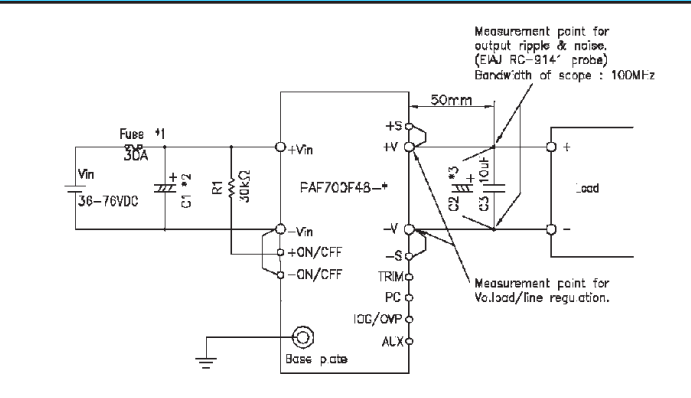 Measurement point for
output ripple & noise.
(EIAJ RC-9141 probe)
Bandwidth of scope : 100MHz
50mm
Fuse *1
30A
+S
+Vin
+V
+
Vin
C1 *2
R1
30kΩ
PAF700F48-*
C2 *3
C3 10uF
Load
36-76VDC
-Vin
-V
-
+ON/OFF
-S
-ON/OFF
TRIM
Measurement point for
Vo.load/line regulation.
PC
IOG/OVP
AUX
Base plate